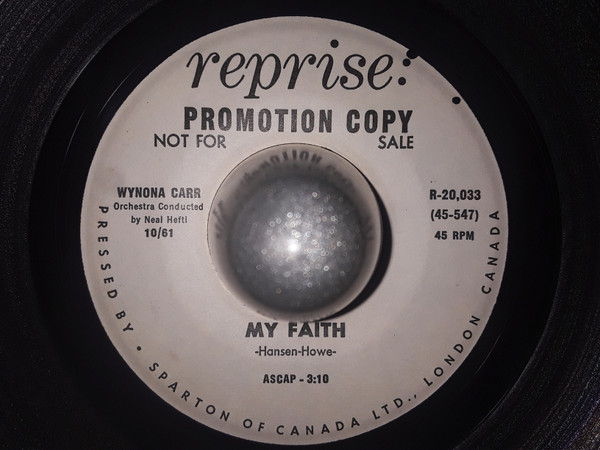 reprise:
PROMOTION COPY
NOT FOR SALE
WYNONA CARR
Orchestra Conducted
by Neal Hefti
10/61
R-20,033
(45-547)
45 RPM
MY FAITH
-Hansen-Howe-
ASCAP - 3:10
PRESSED BY • SPARTON OF CANADA LTD., LONDON CANADA